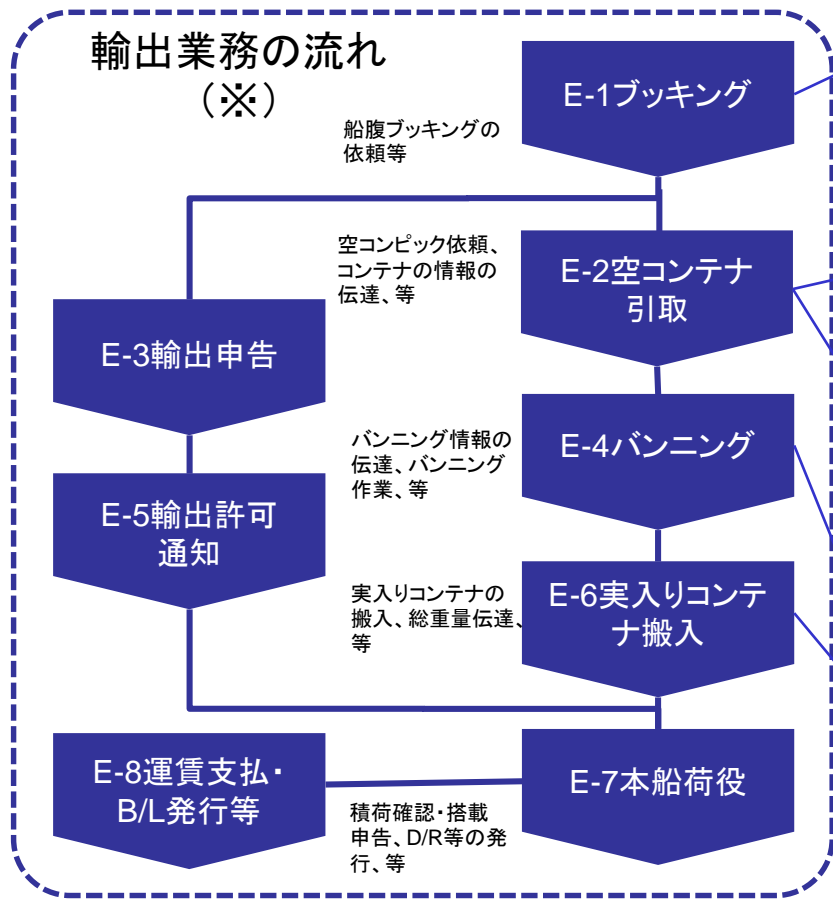 輸出業務の流れ
（※）
E-1ブッキング
船腹ブッキングの
依頼等
空コンピック依頼、
コンテナの情報の
伝達、等
E-2空コンテナ
引取
E-3輸出申告
バンニング情報の
伝達、バンニング
作業、等
E-4バンニング
E-5輸出許可
通知
実入りコンテナの
搬入、総重量伝達、
等
E-6実入りコンテ
ナ搬入
E-8運賃支払・
B/L発行等
積荷確認・搭載
申告、D/R等の発
行、等
E-7本船荷役